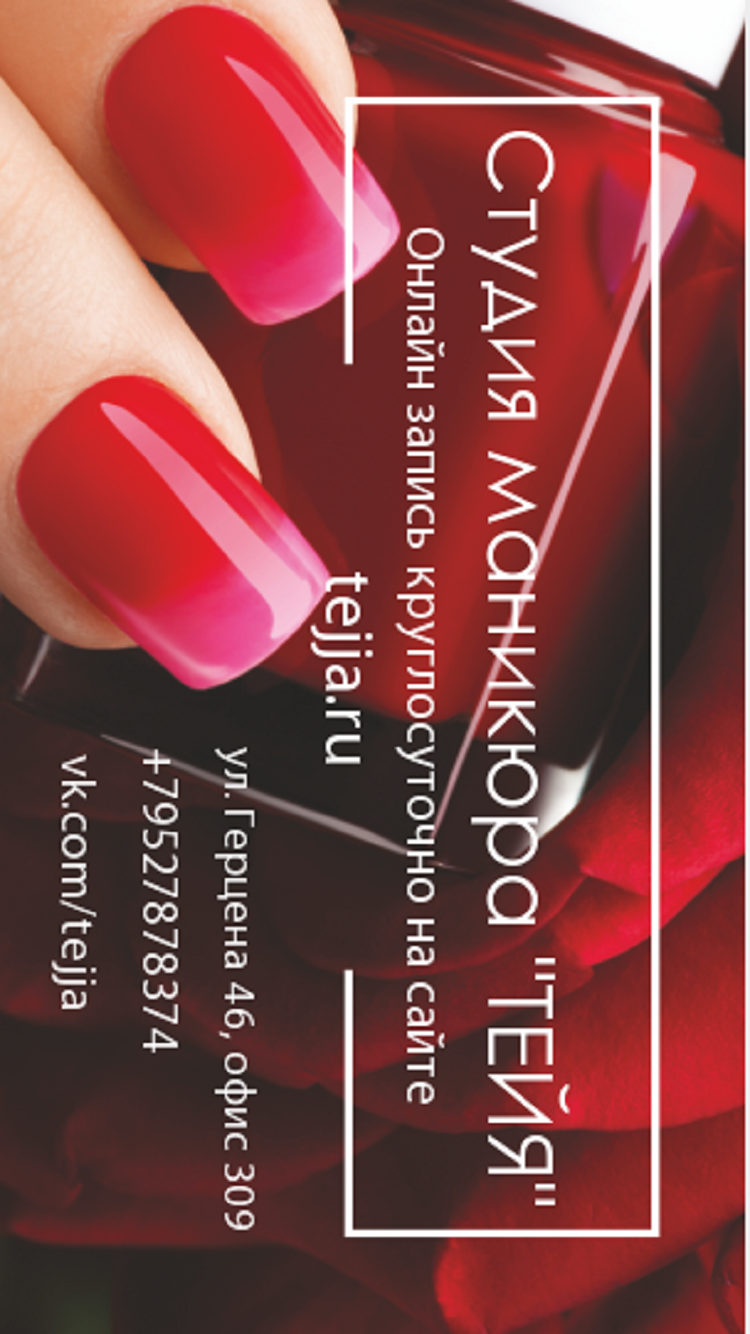 Студия маникюра "ТЕЙЯ"
Онлайн запись круглосуточно на сайте
tejja.ru
ул. Герцена 46, офис 309
+79527878374
vk.com/tejja